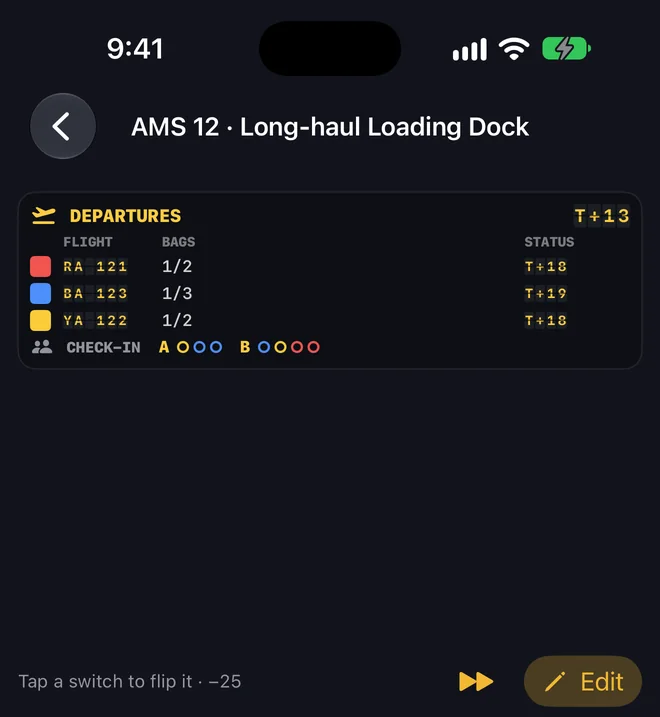 9:41
AMS 12 · Long-haul Loading Dock
DEPARTURES T+13
FLIGHT BAGS STATUS
RA 121 1/2 T+18
BA 123 1/3 T+19
YA 122 1/2 T+18
CHECK-IN A B
Tap a switch to flip it · −25
Edit